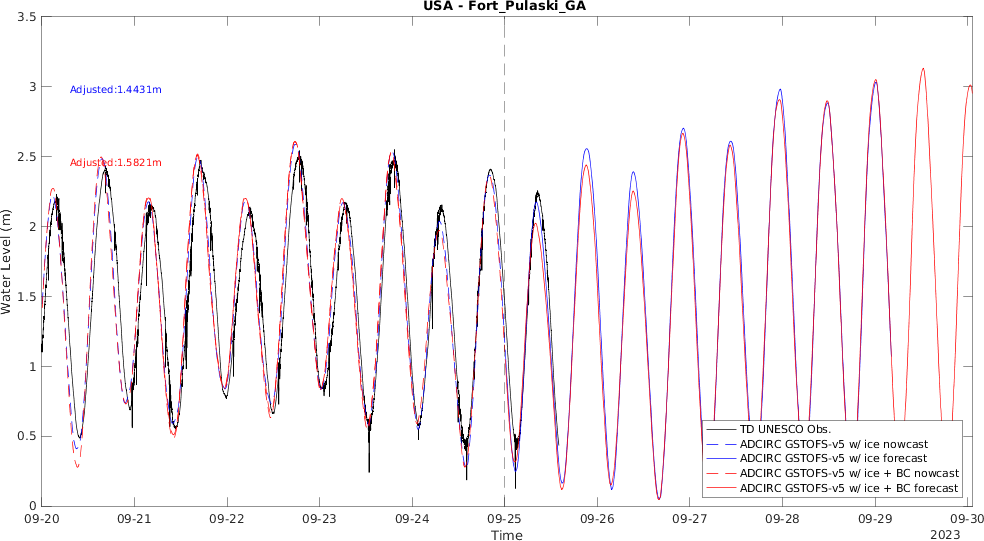 USA - Fort_Pulaski_GA
3.5
3
2.5
2
1.5
1
0.5
0
Water Level (m)
Adjusted:1.4431m
Adjusted:1.5821m
TD UNESCO Obs.
ADCIRC GSTOFS-v5 w/ ice nowcast
ADCIRC GSTOFS-v5 w/ ice forecast
ADCIRC GSTOFS-v5 w/ ice + BC nowcast
ADCIRC GSTOFS-v5 w/ ice + BC forecast
09-20 09-21 09-22 09-23 09-24 09-25 09-26 09-27 09-28 09-29 09-30
Time
2023